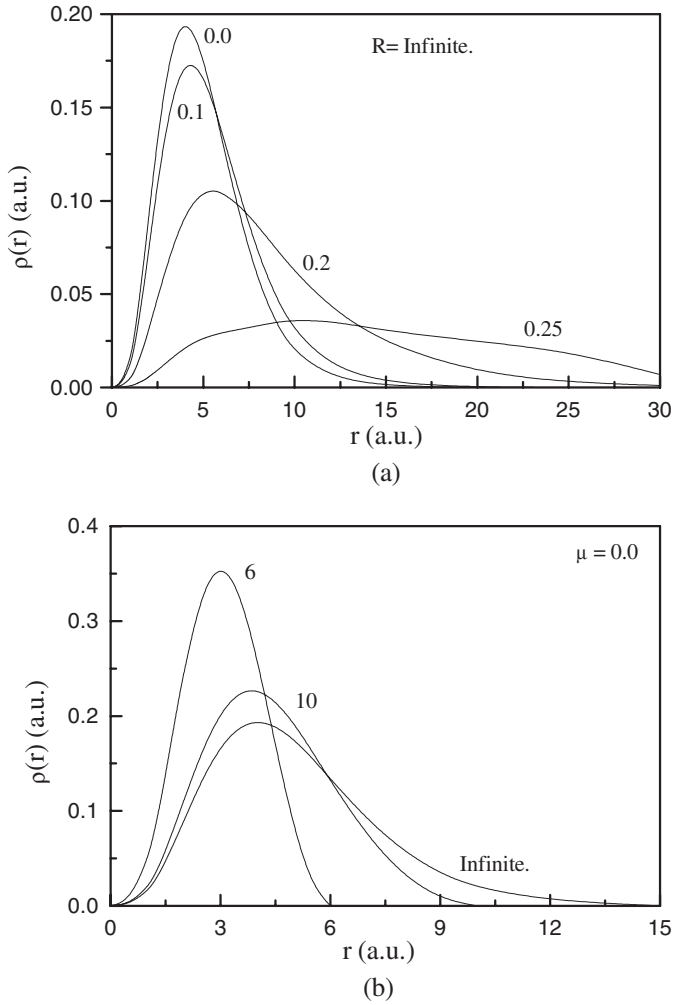 0.20
0.15
0.10
0.05
0.00
ρ(r) (a.u.)
R= Infinite.
0.0
0.1
0.2
0.25
0 5 10 15 20 25 30
r (a.u.)
(a)
0.4
0.3
0.2
0.1
0.0
ρ(r) (a.u.)
μ = 0.0
6
10
Infinite.
0 3 6 9 12 15
r (a.u.)
(b)